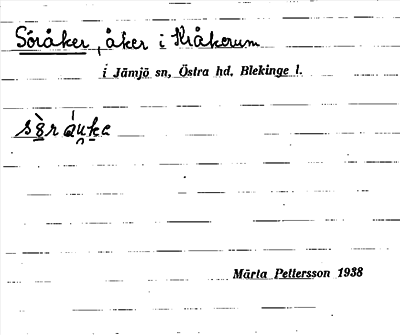 Söråker, åker i Kråkerum
i Jämjö sn, Östra hd, Blekinge l.
Märta Pettersson 1938